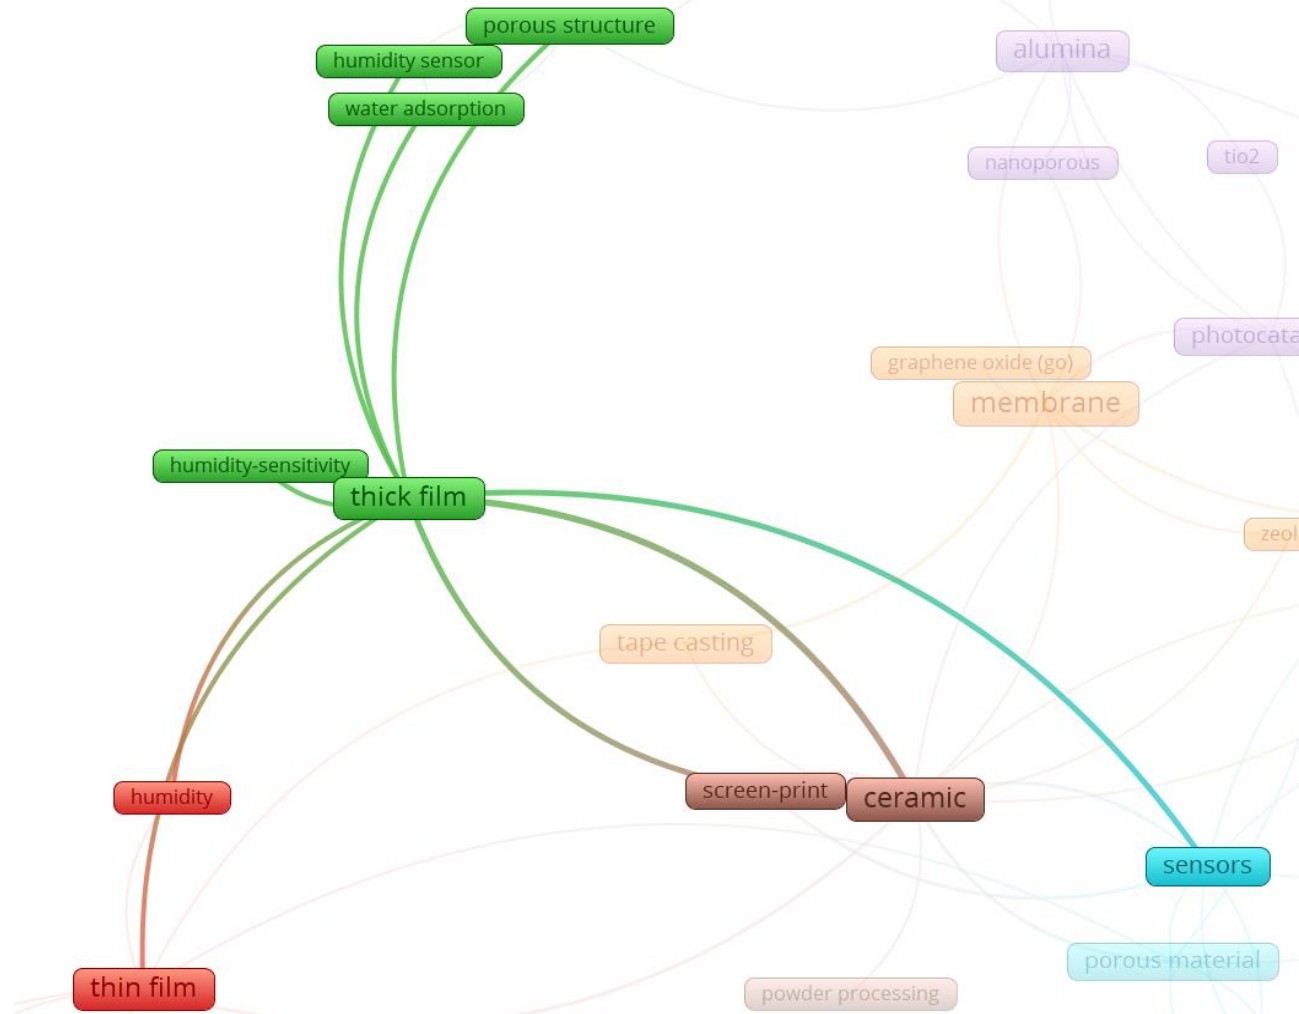 porous structure
humidity sensor
alumina
water adsorption
nanoporous
tio2
photocata
graphene oxide (go)
membrane
humidity-sensitivity
thick film
zeol
tape casting
humidity
screen-print
ceramic
sensors
porous material
thin film
powder processing